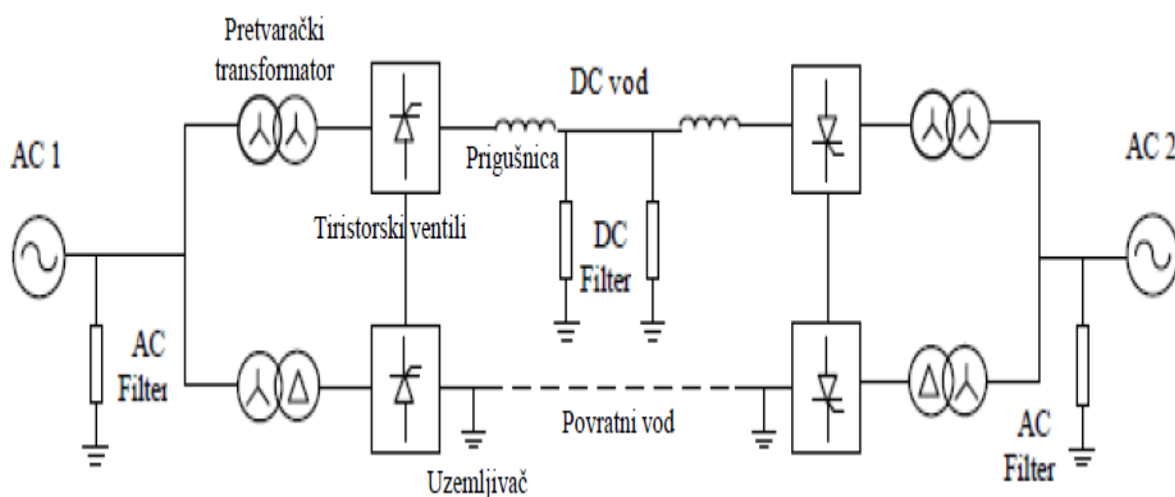 Pretvarački
transformator
DC vod
AC 1
Prigušnica
AC 2
Tiristorski ventili
DC
Filter
AC
Filter
Povratni vod
AC
Filter
Uzemljivač